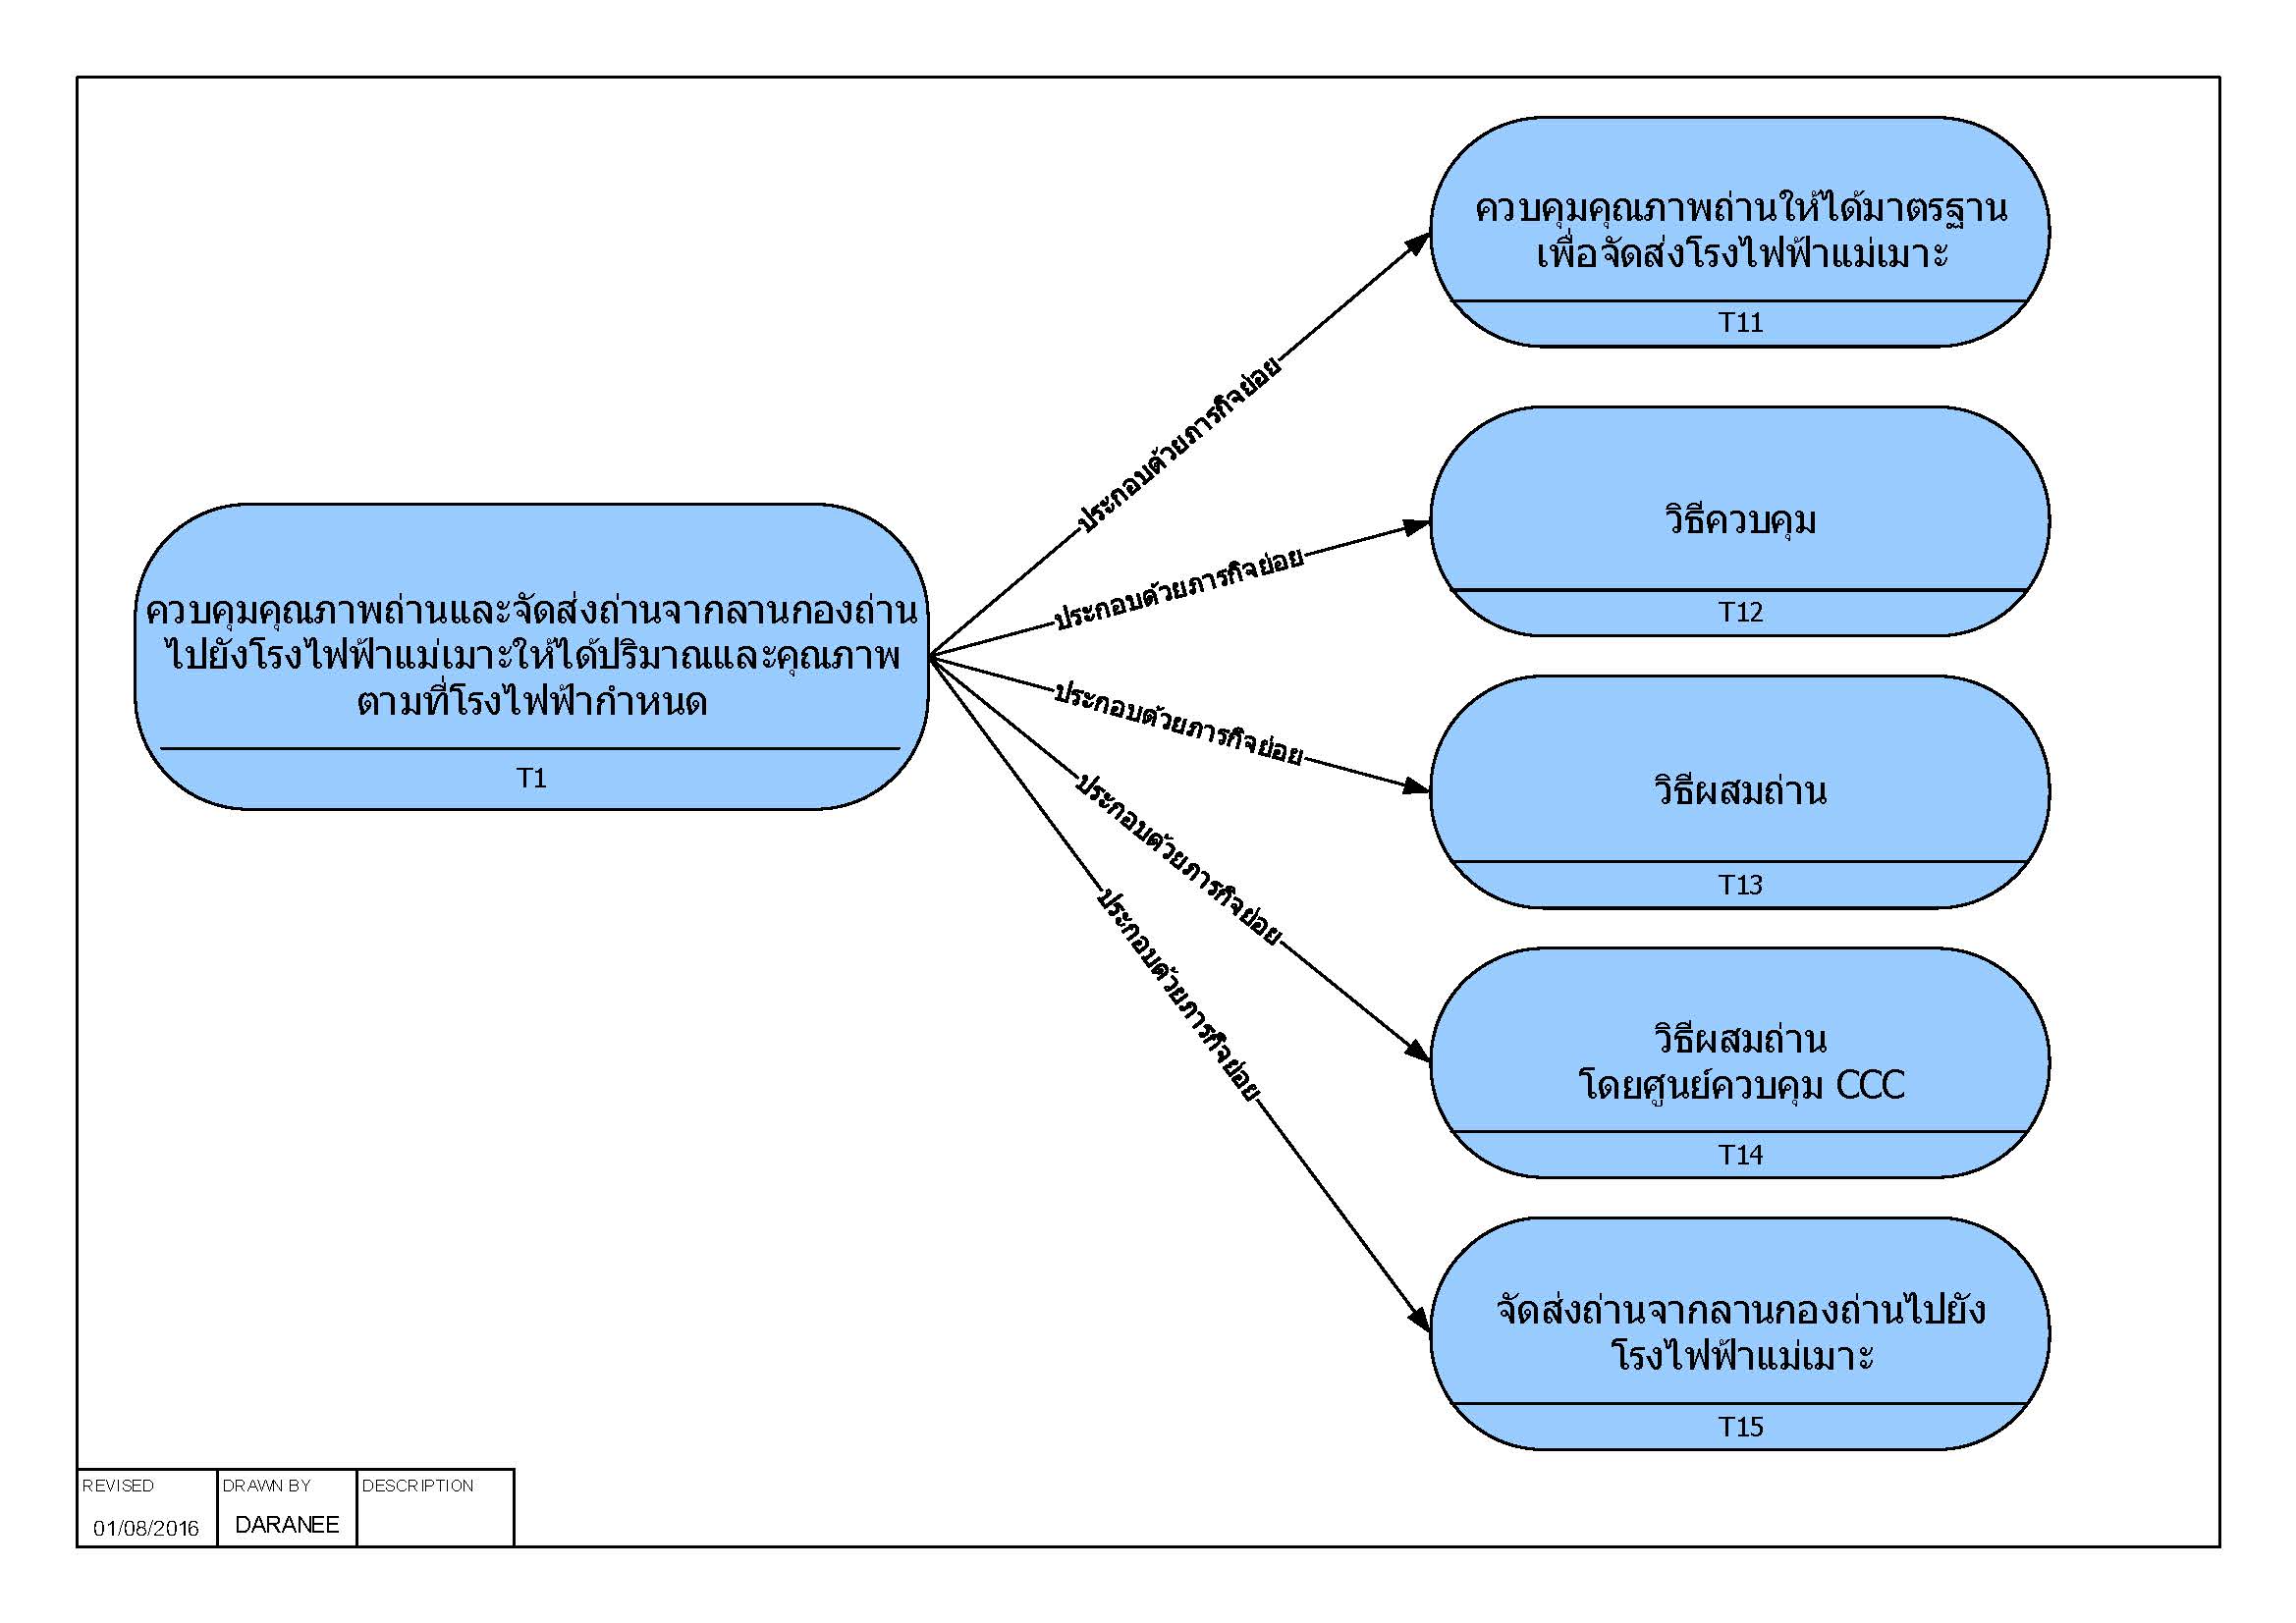 ควบคุมคุณภาพถ่านและจัดส่งถ่านจากลานกองถ่าน
ไปยังโรงไฟฟ้าแม่เมาะให้ได้ปริมาณและคุณภาพ
ตามที่โรงไฟฟ้ากำหนด
T1
ประกอบด้วยภารกิจย่อย
ประกอบด้วยภารกิจย่อย
ประกอบด้วยภารกิจย่อย
ประกอบด้วยภารกิจย่อย
ประกอบด้วยภารกิจย่อย
ควบคุมคุณภาพถ่านให้ได้มาตรฐาน
เพื่อจัดส่งโรงไฟฟ้าแม่เมาะ
T11
วิธีควบคุม
T12
วิธีผสมถ่าน
T13
วิธีผสมถ่าน
โดยศูนย์ควบคุม CCC
T14
จัดส่งถ่านจากลานกองถ่านไปยัง
โรงไฟฟ้าแม่เมาะ
T15
REVISED
01/08/2016
DRAWN BY
DARANEE
DESCRIPTION